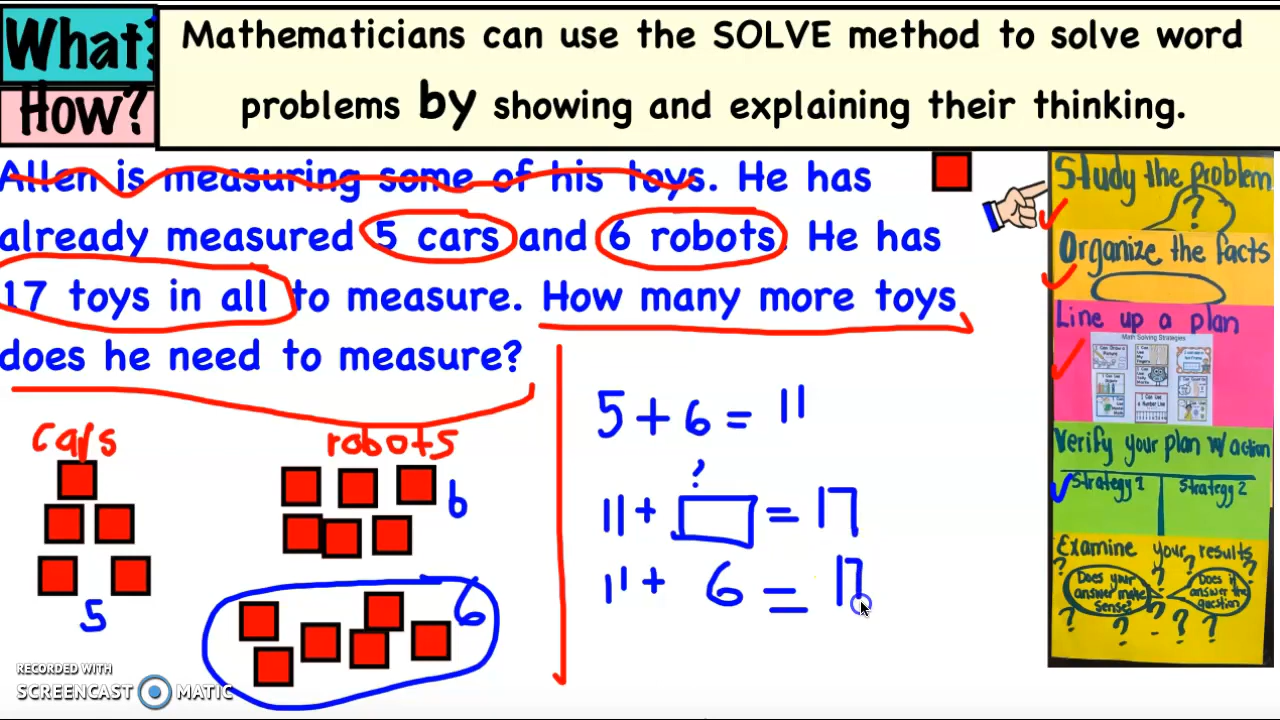 What?
How?
Mathematicians can use the SOLVE method to solve word
problems by showing and explaining their thinking.
Allen is measuring some of his toys. He has
already measured 5 cars and 6 robots. He has
17 toys in all to measure. How many more toys
does he need to measure?
cars
robots
6
5
6
5 + 6 = 11
?
11 + = 17
11 + 6 = 17
Study the problem
?
Organize the facts
Line up a plan
Math Solving Strategies
Verify your plan w/ action
Strategy 1
Strategy 2
Examine your results
Does your
answer make
sense?
Does it
answer the
question
? ? ? ? ? ? ? ?
RECORDED WITH
SCREENCAST MATIC